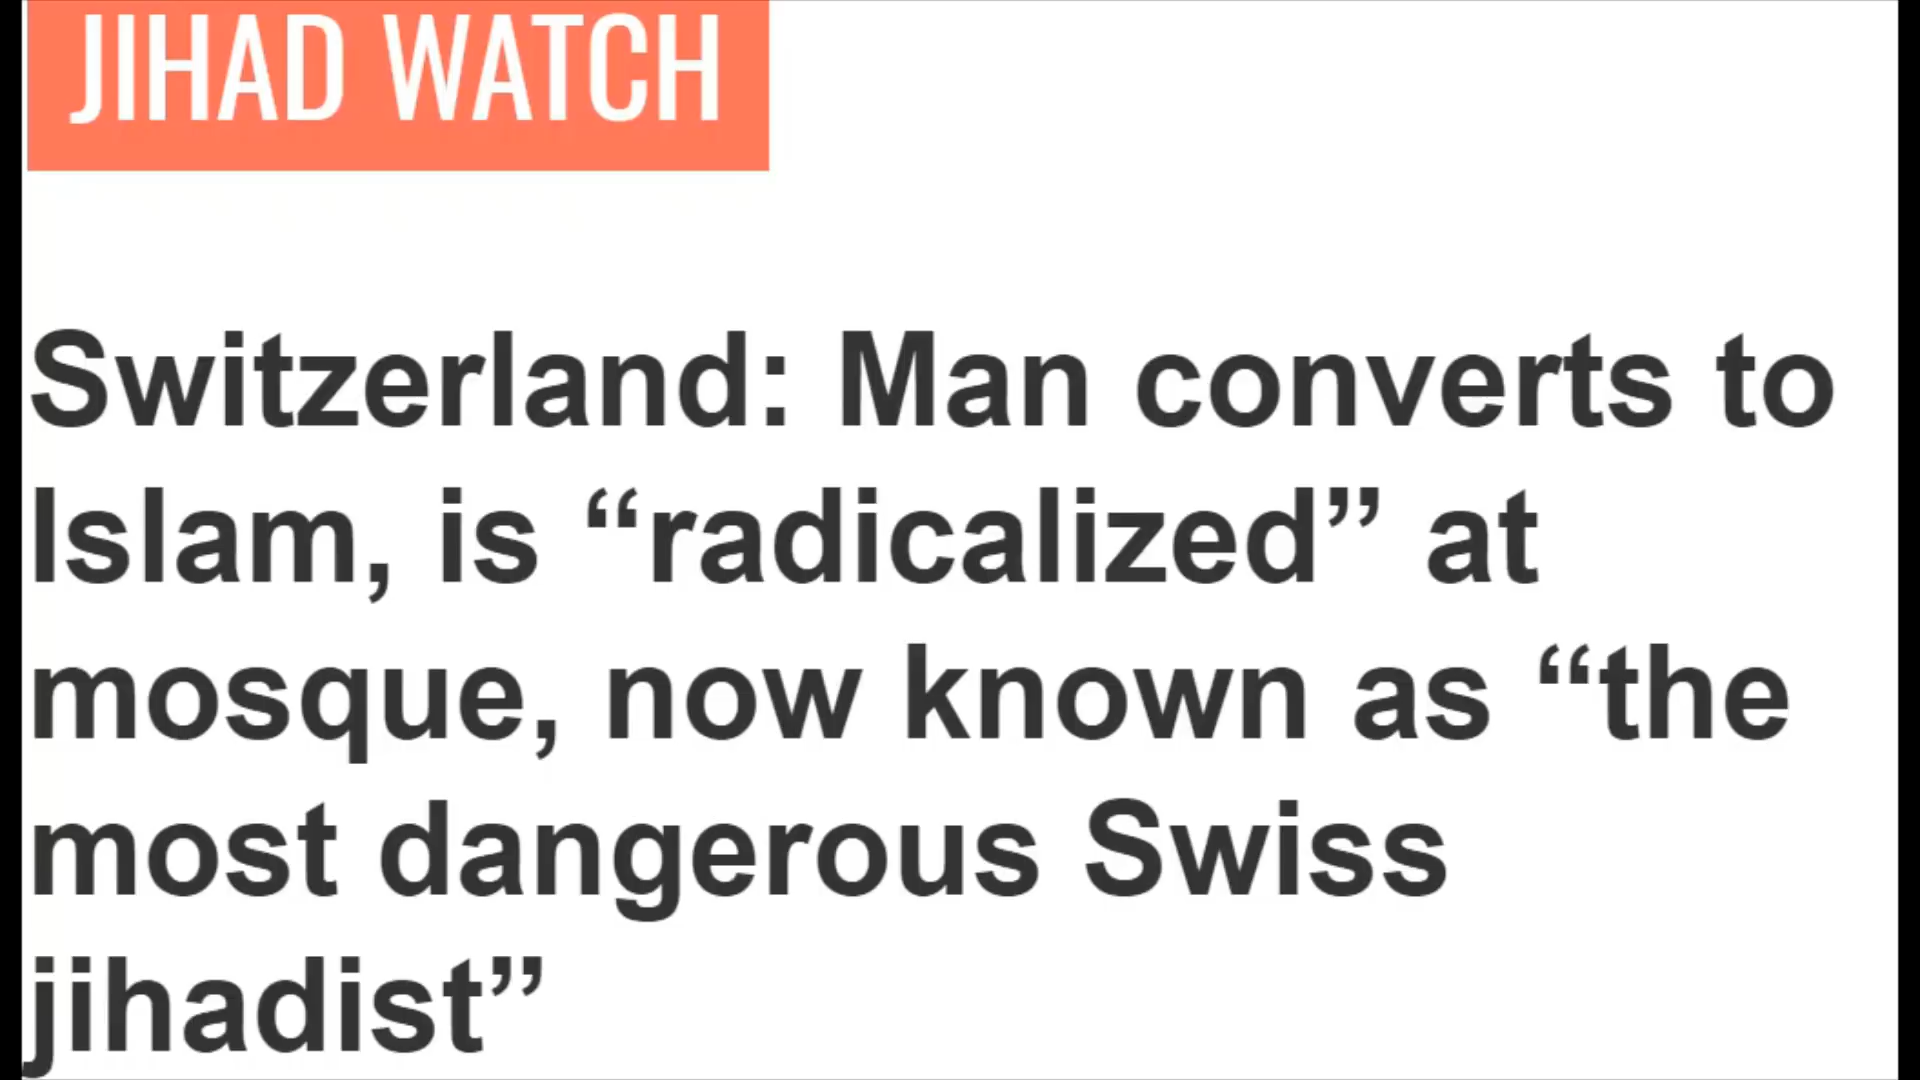 JIHAD WATCH
Switzerland: Man converts to
Islam, is “radicalized” at
mosque, now known as “the
most dangerous Swiss
jihadist”